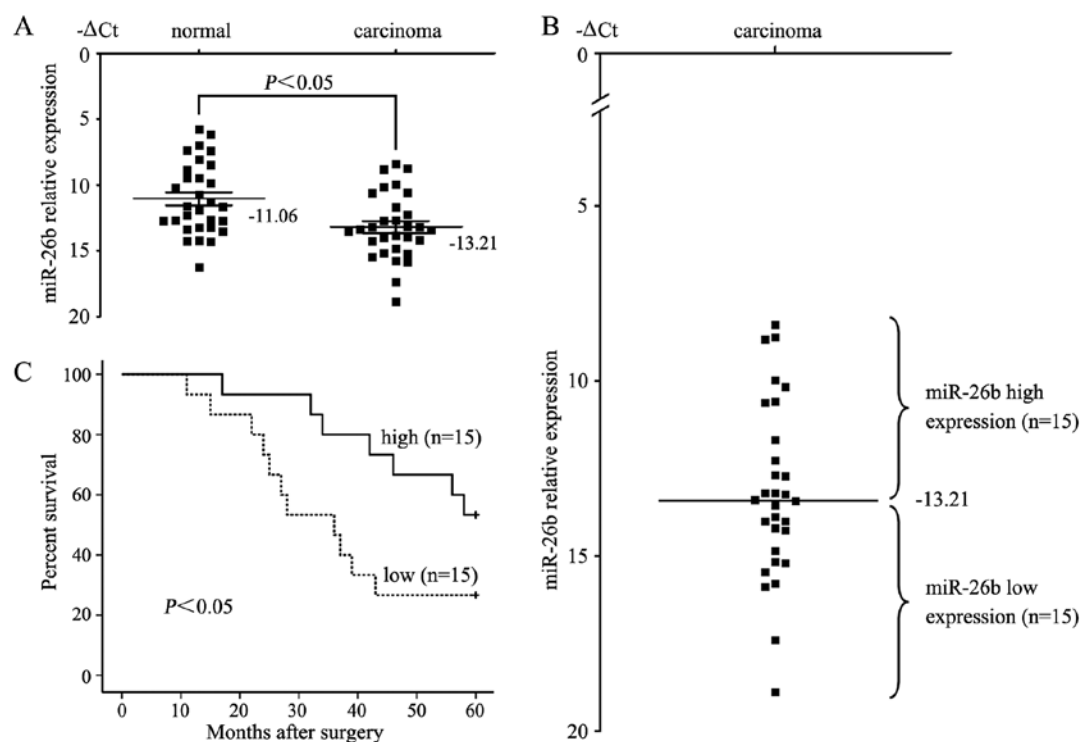 A
-ΔCt
normal
carcinoma
miR-26b relative expression
0
5
10
15
20
P<0.05
-11.06
-13.21
B
-ΔCt
carcinoma
miR-26b relative expression
0
5
10
15
20
miR-26b high
expression (n=15)
-13.21
miR-26b low
expression (n=15)
C
Percent survival
100
80
60
40
20
0
high (n=15)
low (n=15)
P<0.05
0 10 20 30 40 50 60
Months after surgery